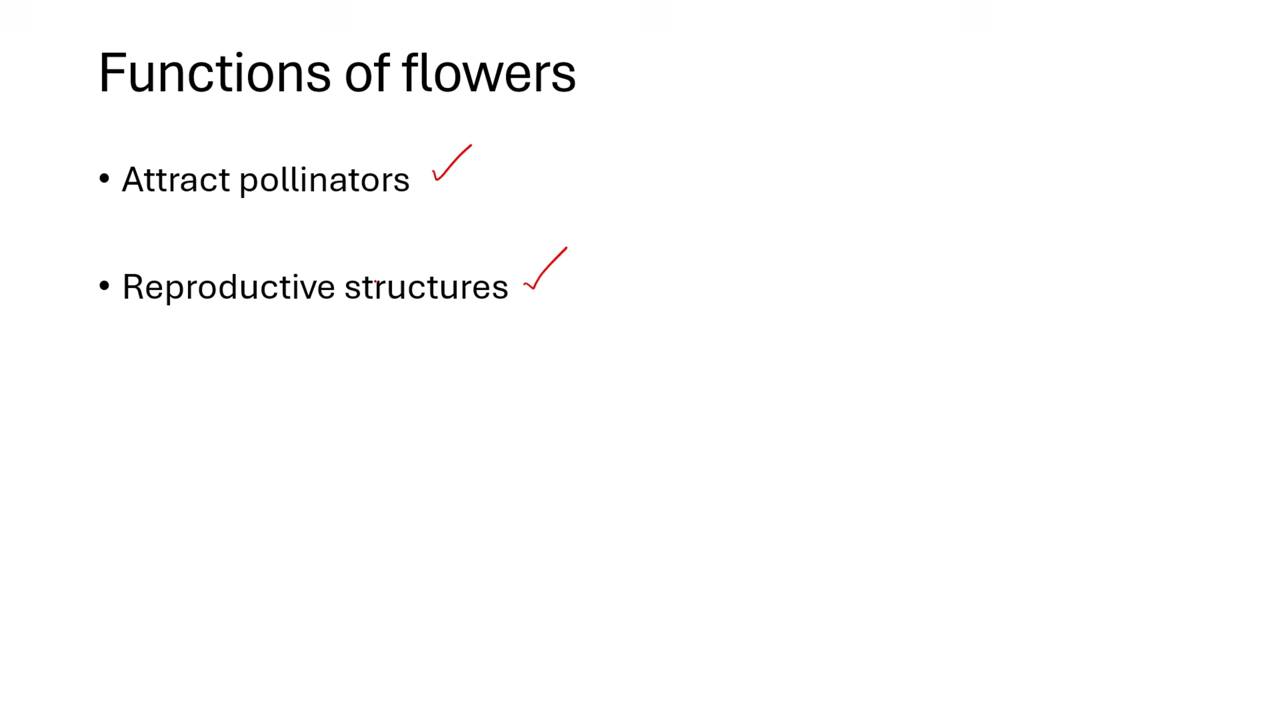 Functions of flowers
• Attract pollinators
• Reproductive structures